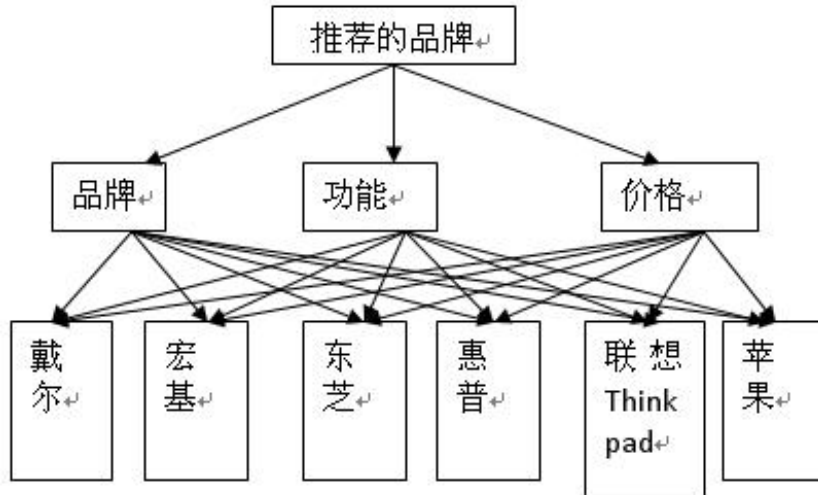 推荐的品牌
品牌
功能
价格
戴
尔
宏
基
东
芝
惠
普
联想
Think
pad
苹
果